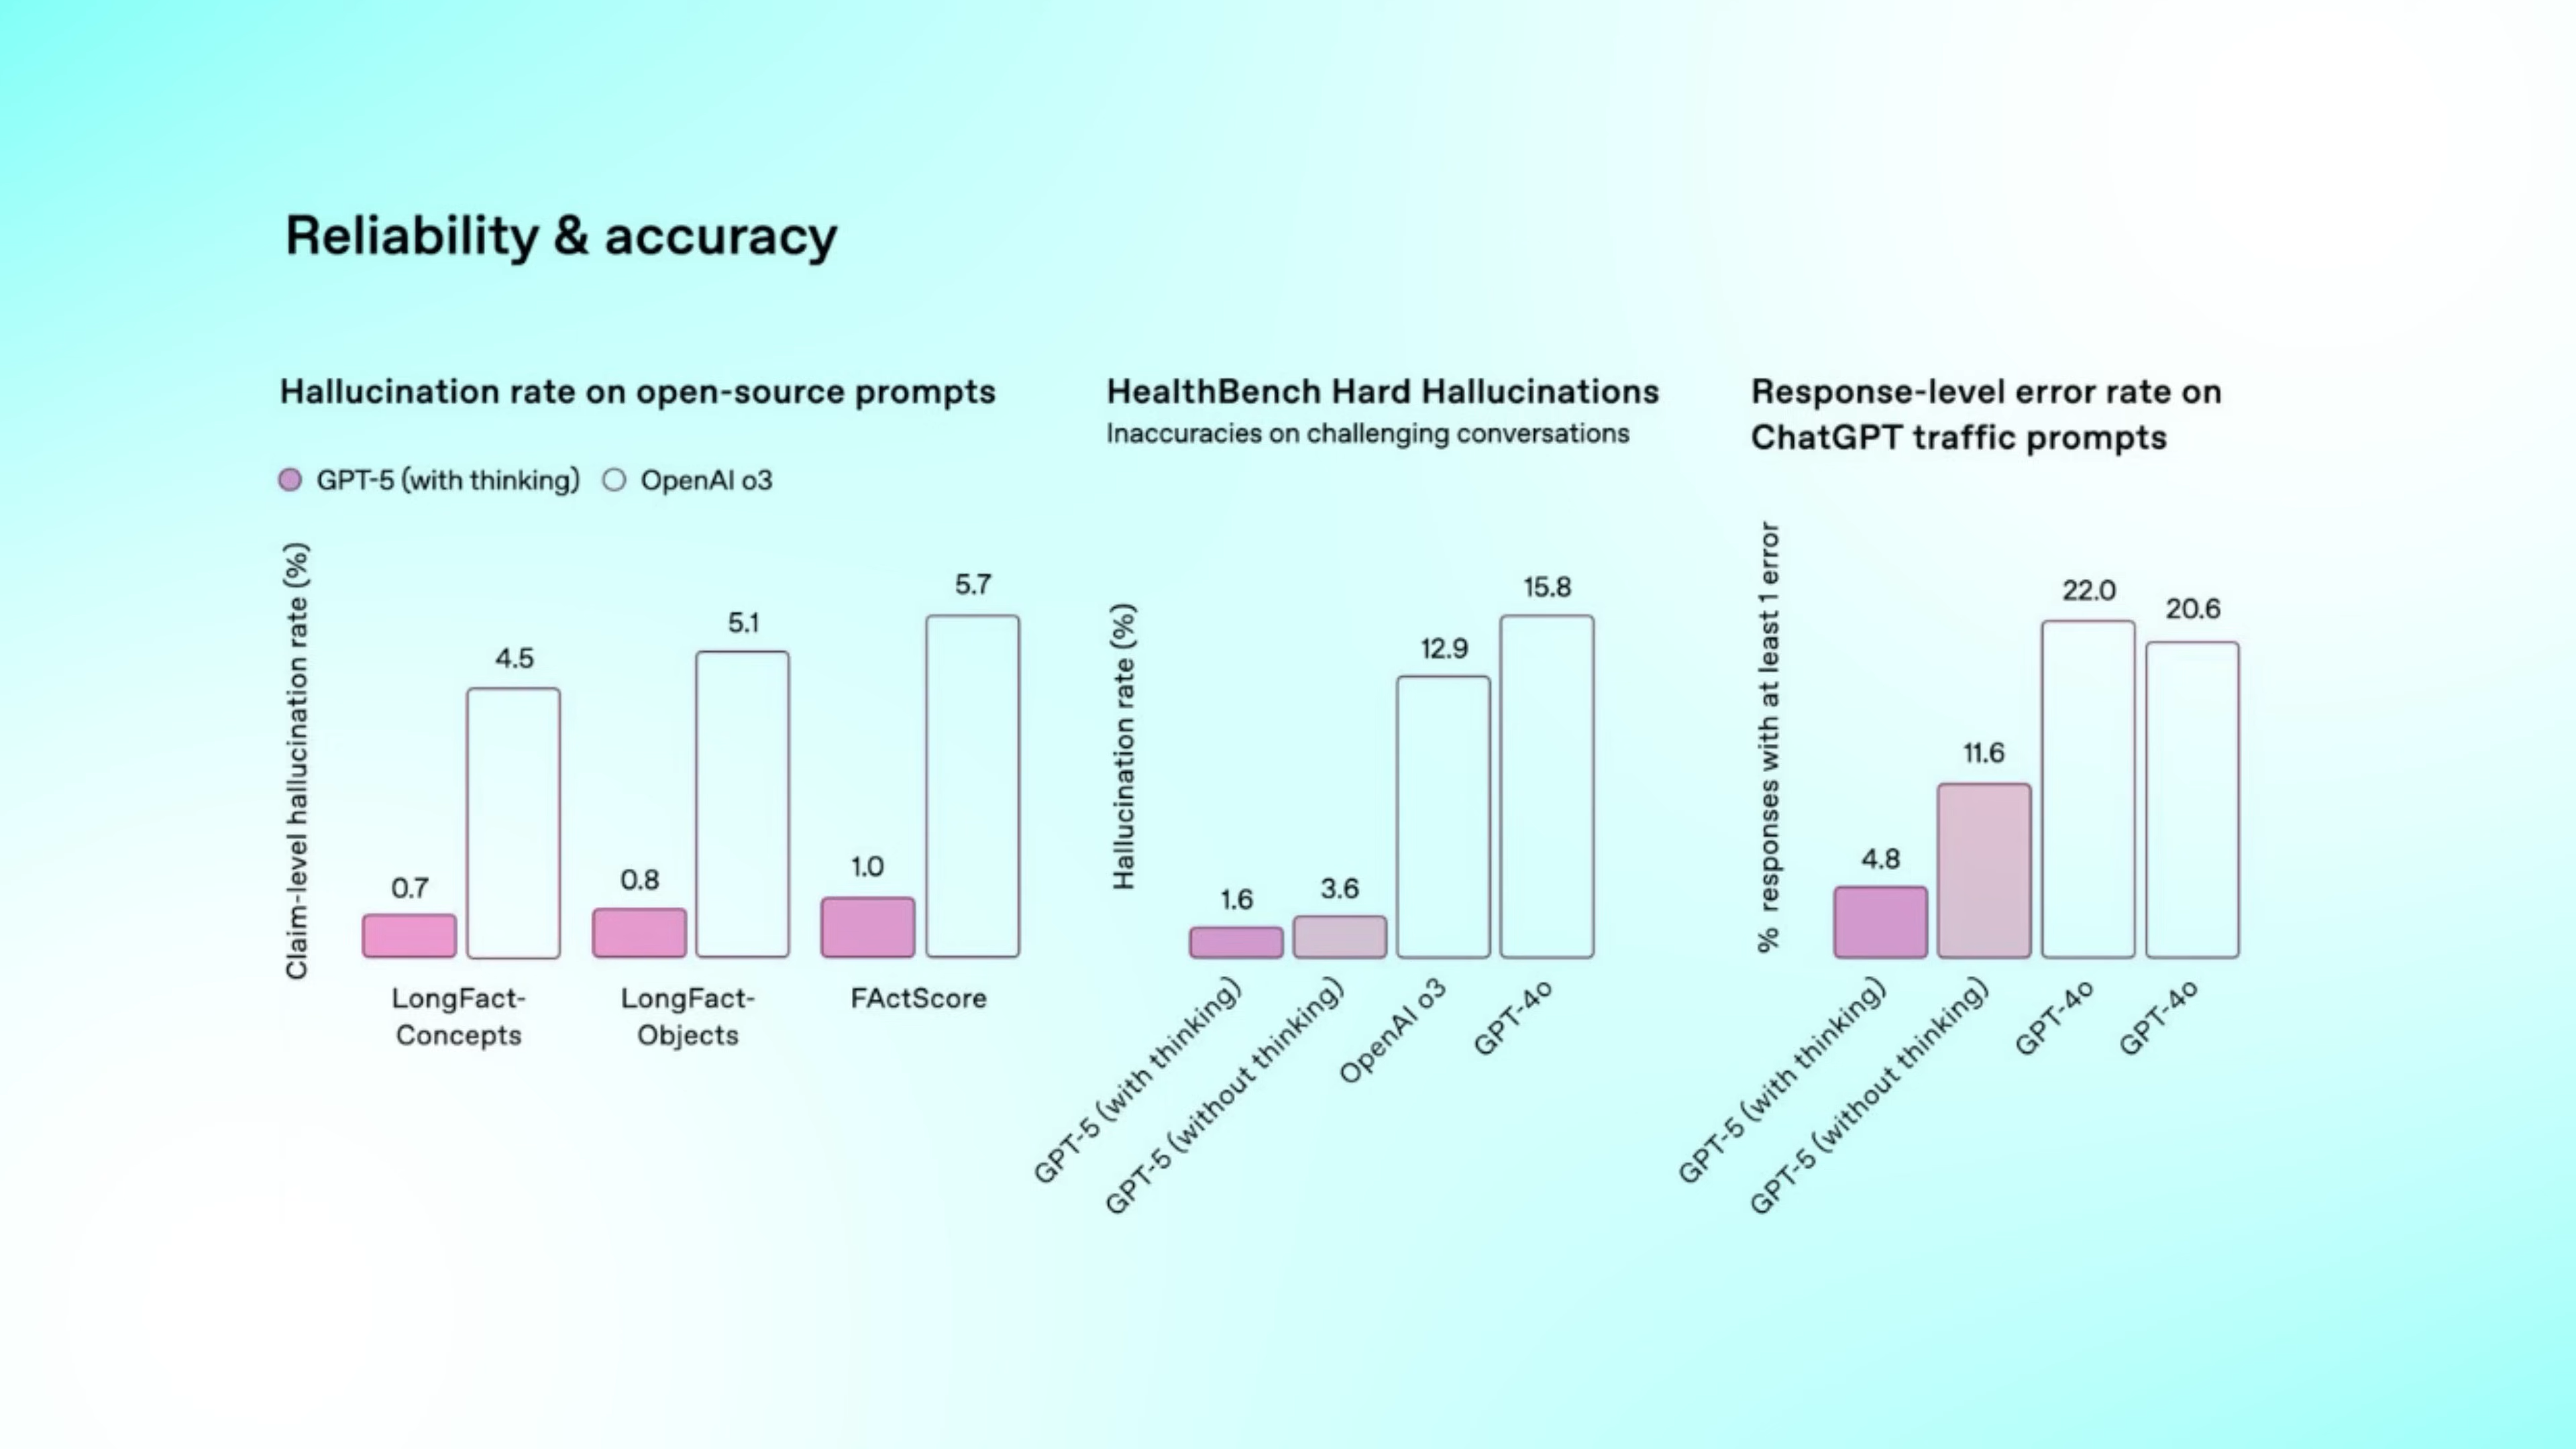 Reliability & accuracy
Hallucination rate on open-source prompts
GPT-5 (with thinking) OpenAI o3
Claim-level hallucination rate (%)
0.7
4.5
0.8
5.1
1.0
5.7
LongFact-
Concepts
LongFact-
Objects
FActScore
HealthBench Hard Hallucinations
Inaccuracies on challenging conversations
Hallucination rate (%)
1.6
3.6
12.9
15.8
GPT-5 (with thinking)
GPT-5 (without thinking)
OpenAI o3
GPT-4o
Response-level error rate on
ChatGPT traffic prompts
% responses with at least 1 error
4.8
11.6
22.0
20.6
GPT-5 (with thinking)
GPT-5 (without thinking)
GPT-4o
GPT-4o